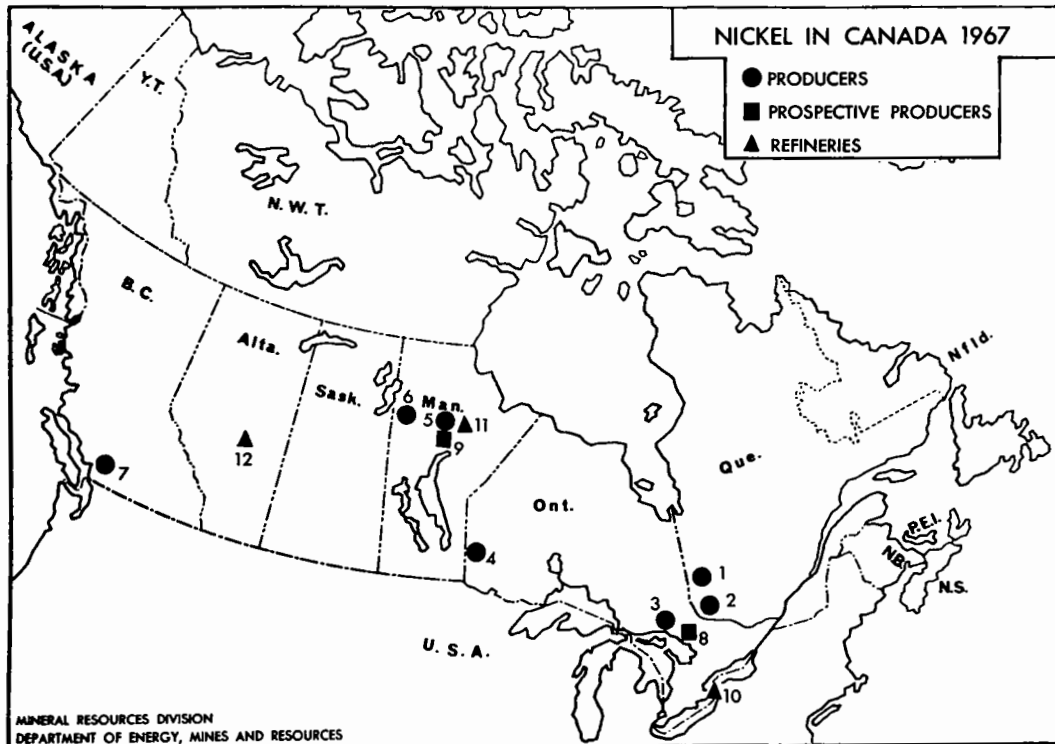 NICKEL IN CANADA 1967
PRODUCERS
PROSPECTIVE PRODUCERS
REFINERIES
ALASKA
(U.S.A)
Y.T.
N.W.T.
B.C.
Alta.
Sask.
Man.
Ont.
Que.
Nfld.
P.E.I.
N.B.
N.S.
U.S.A.
6
5
11
9
12
7
4
1
2
3
8
10
MINERAL RESOURCES DIVISION
DEPARTMENT OF ENERGY, MINES AND RESOURCES